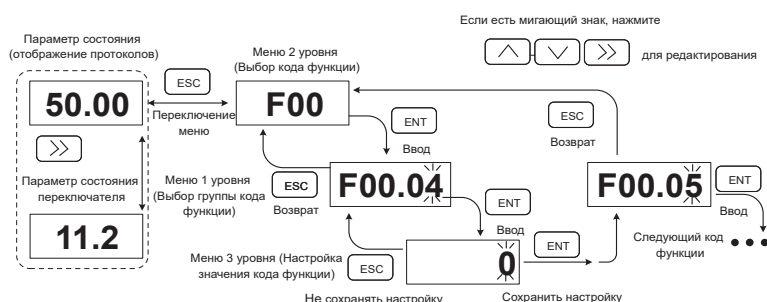 Если есть мигающий знак, нажмите
для редактирования
Параметр состояния
(отображение протоколов)
Меню 2 уровня
(Выбор кода функции)
50.00
ESC
Переключение
меню
F00
ENT
Ввод
ESC
Возврат
Параметр состояния
переключателя
11.2
Меню 1 уровня
(Выбор группы кода
функции)
ESC
Возврат
F00.04
ENT
Ввод
F00.05
ENT
Ввод
Меню 3 уровня (Настройка
значения кода функции)
ESC
0
ENT
Следующий код
функции
Не сохранять настройку
Сохранить настройку